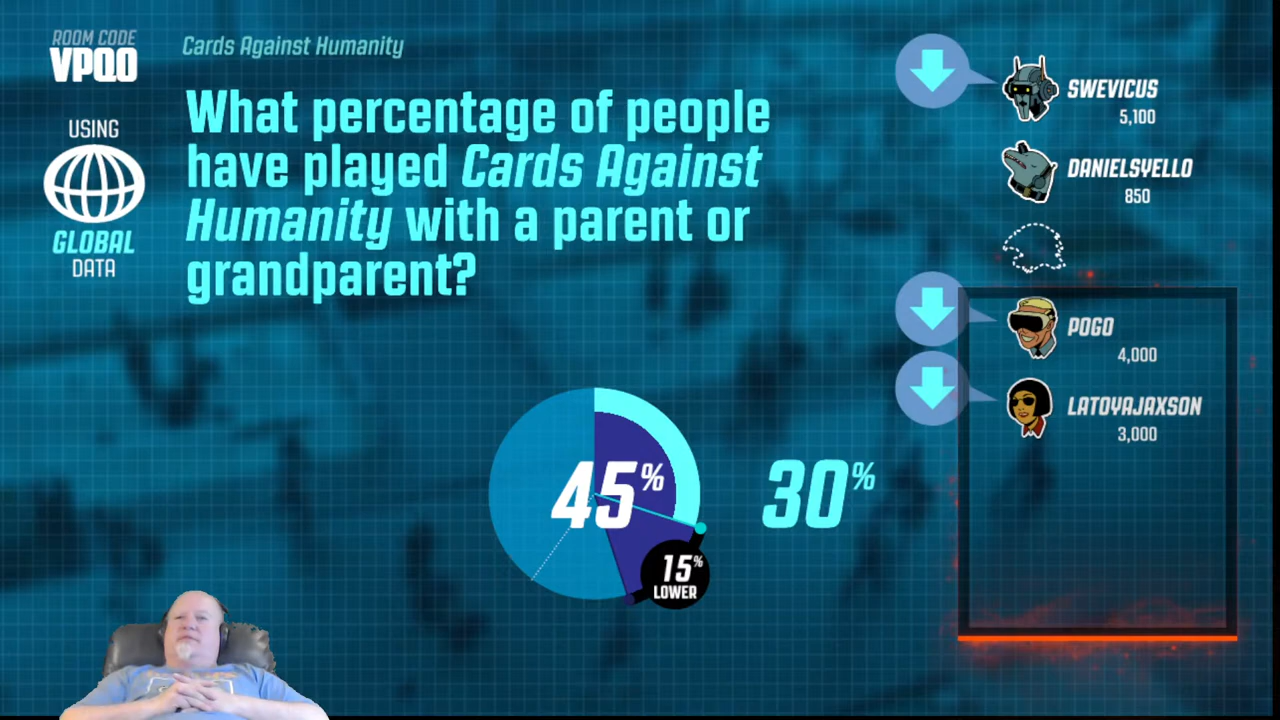 ROOM CODE
VPQO
Cards Against Humanity
What percentage of people
have played Cards Against
Humanity with a parent or
grandparent?
USING
GLOBAL
DATA
45%
30%
15%
LOWER
SWEVICUS
5,100
DANIELSYELLO
850
POGO
4,000
LATOYAJAXSON
3,000